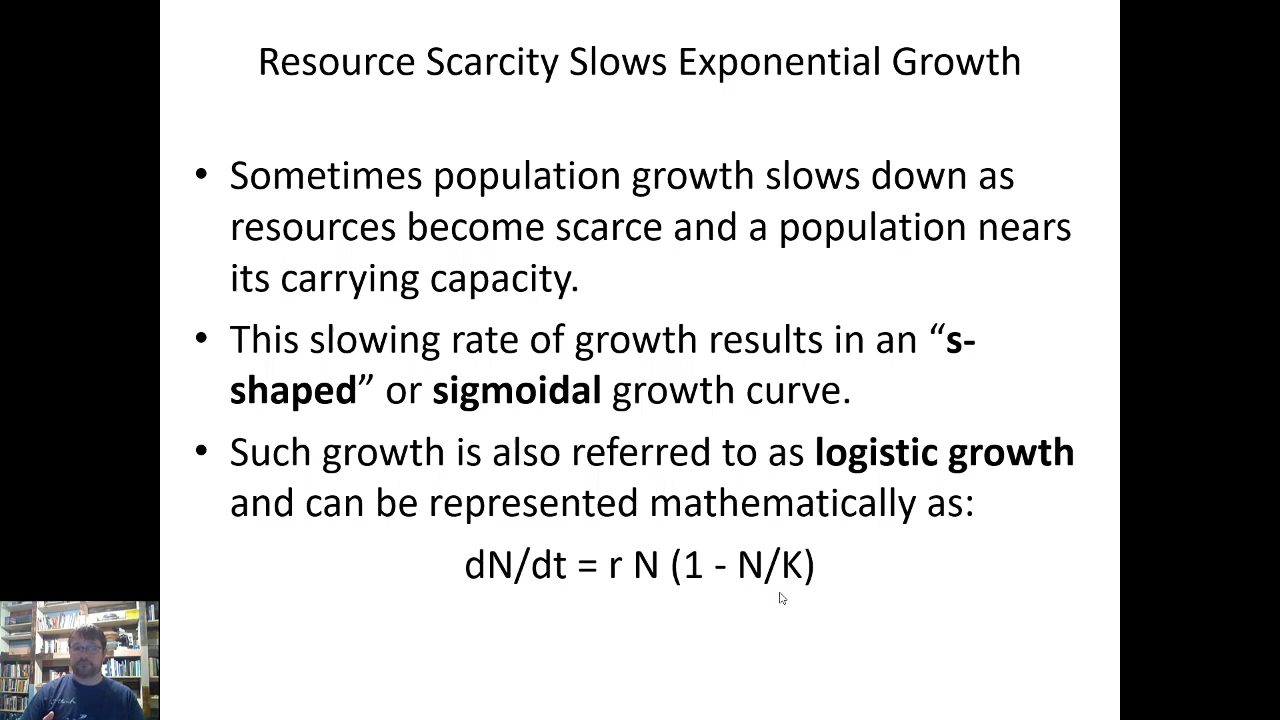 Resource Scarcity Slows Exponential Growth
• Sometimes population growth slows down as
resources become scarce and a population nears
its carrying capacity.
• This slowing rate of growth results in an “s-
shaped” or sigmoidal growth curve.
• Such growth is also referred to as logistic growth
and can be represented mathematically as:
dN/dt = r N (1 - N/K)